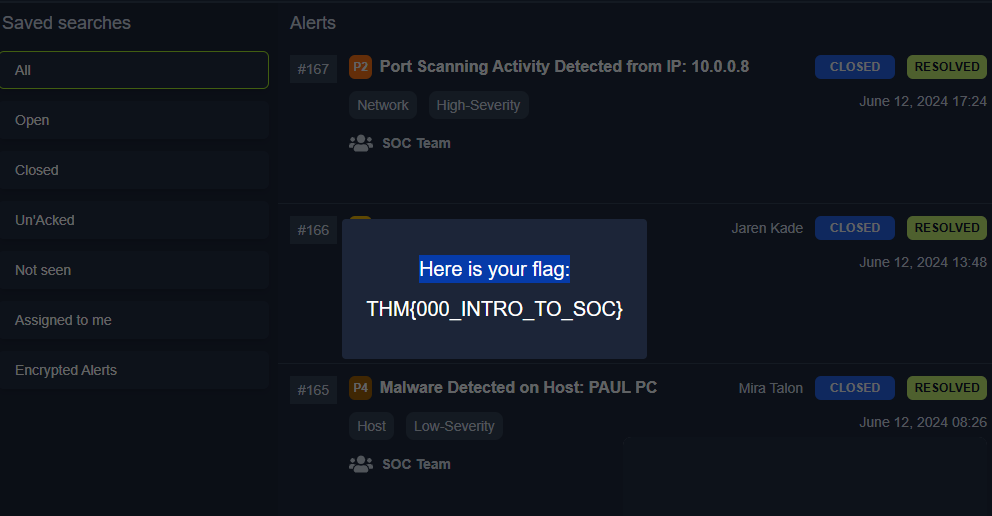 Saved searches
All
Open
Closed
Un'Acked
Not seen
Assigned to me
Encrypted Alerts
Alerts
#167 P2 Port Scanning Activity Detected from IP: 10.0.0.8 CLOSED RESOLVED
Network High-Severity June 12, 2024 17:24
SOC Team
#166 Jaren Kade CLOSED RESOLVED
June 12, 2024 13:48
Here is your flag:
THM{000_INTRO_TO_SOC}
#165 P4 Malware Detected on Host: PAUL PC Mira Talon CLOSED RESOLVED
Host Low-Severity June 12, 2024 08:26
SOC Team